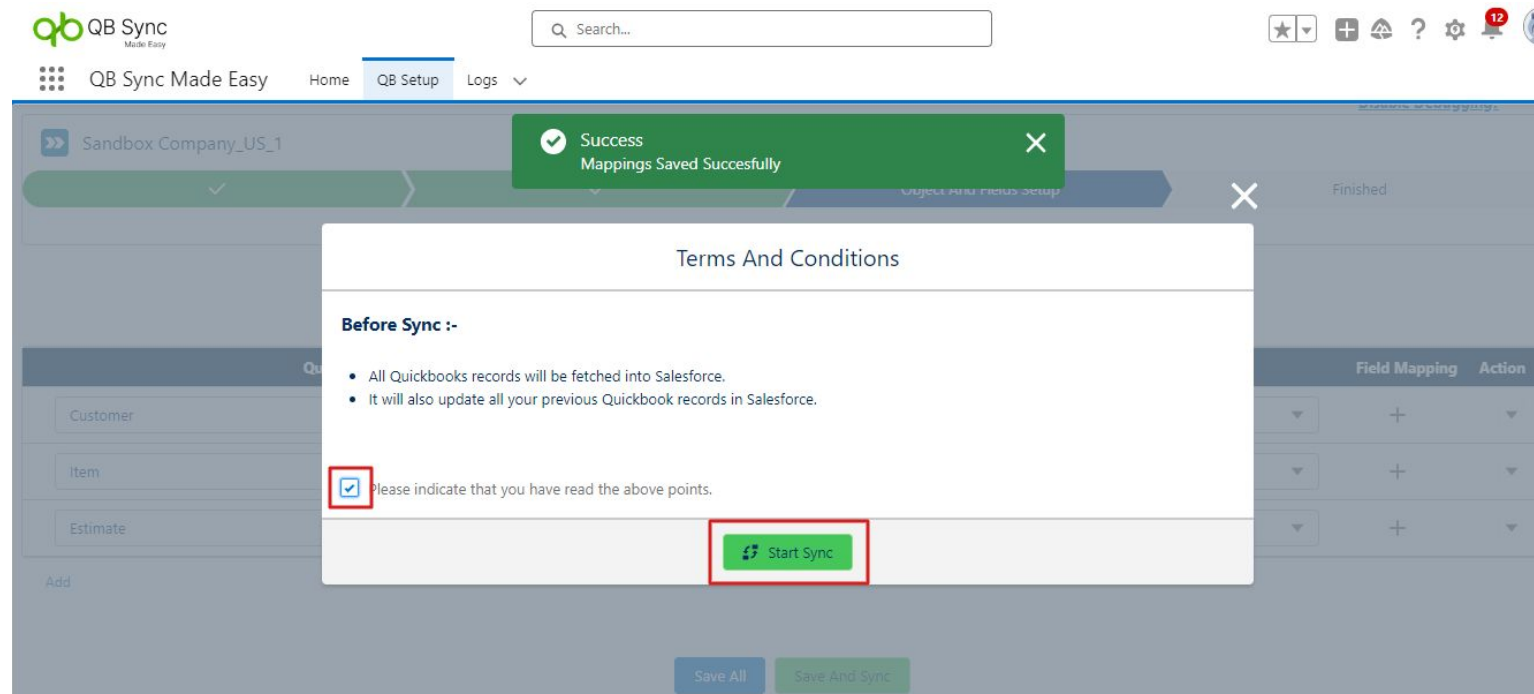 qb QB Sync
Made Easy
Search...
12
QB Sync Made Easy Home QB Setup Logs
Disable Debugging?
Sandbox Company_US_1
Success
Mappings Saved Succesfully
Object And Fields Setup
Finished
Terms And Conditions
Before Sync :-
All Quickbooks records will be fetched into Salesforce.
It will also update all your previous Quickbook records in Salesforce.
Field Mapping Action
Customer
Item
Please indicate that you have read the above points.
Estimate
Start Sync
Add
Save All Save And Sync